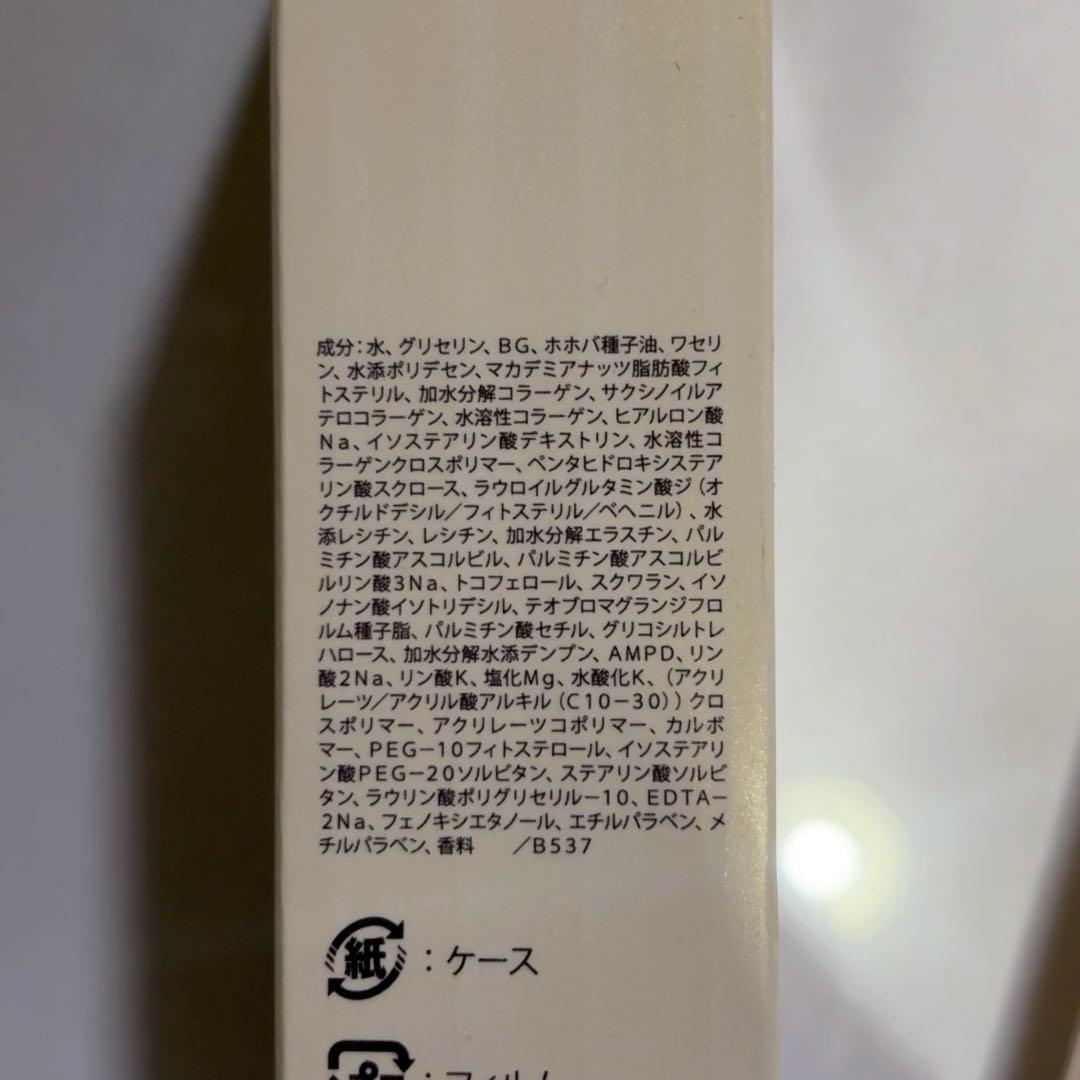 成分：水、グリセリン、BG、ホホバ種子油、ワセリ
ン、水添ポリデセン、マカデミアナッツ脂肪酸フィ
トステリル、加水分解コラーゲン、サクシノイルア
テロコラーゲン、水溶性コラーゲン、ヒアルロン酸
Na、イソステアリン酸デキストリン、水溶性コ
ラーゲンクロスポリマー、ペンタヒドロキシステア
リン酸スクロース、ラウロイルグルタミン酸ジ（オ
クチルドデシル／フィトステリル／ベヘニル）、水
添レシチン、レシチン、加水分解エラスチン、パル
ミチン酸アスコルビル、パルミチン酸アスコルビ
ルリン酸3Na、トコフェロール、スクワラン、イソ
ノナン酸イソトリデシル、テオブロマグランジフロ
ルム種子脂、パルミチン酸セチル、グリコシルトレ
ハロース、加水分解水添デンプン、AMPD、リン
酸2Na、リン酸K、塩化Mg、水酸化K、（アクリ
レーツ／アクリル酸アルキル（C10－30））クロ
スポリマー、アクリレーツコポリマー、カルボ
マー、PEG－10フィトステロール、イソステアリ
ン酸PEG－20ソルビタン、ステアリン酸ソルビ
タン、ラウリン酸ポリグリセリル－10、EDTA－
2Na、フェノキシエタノール、エチルパラベン、メ
チルパラベン、香料　／B537
紙：ケース
プラ：フィルム